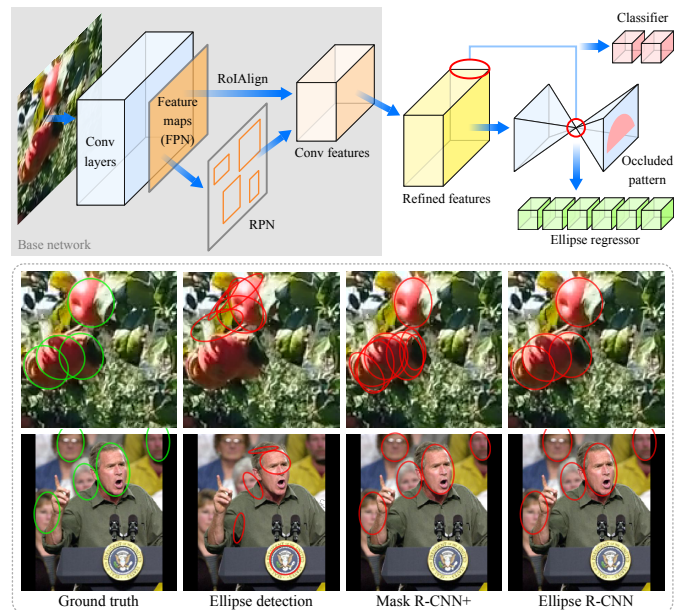 Classifier
RoIAlign
Feature
maps
(FPN)
Conv
layers
Conv features
Occluded
pattern
Refined features
RPN
Ellipse regressor
Base network
Ground truth
Ellipse detection
Mask R-CNN+
Ellipse R-CNN